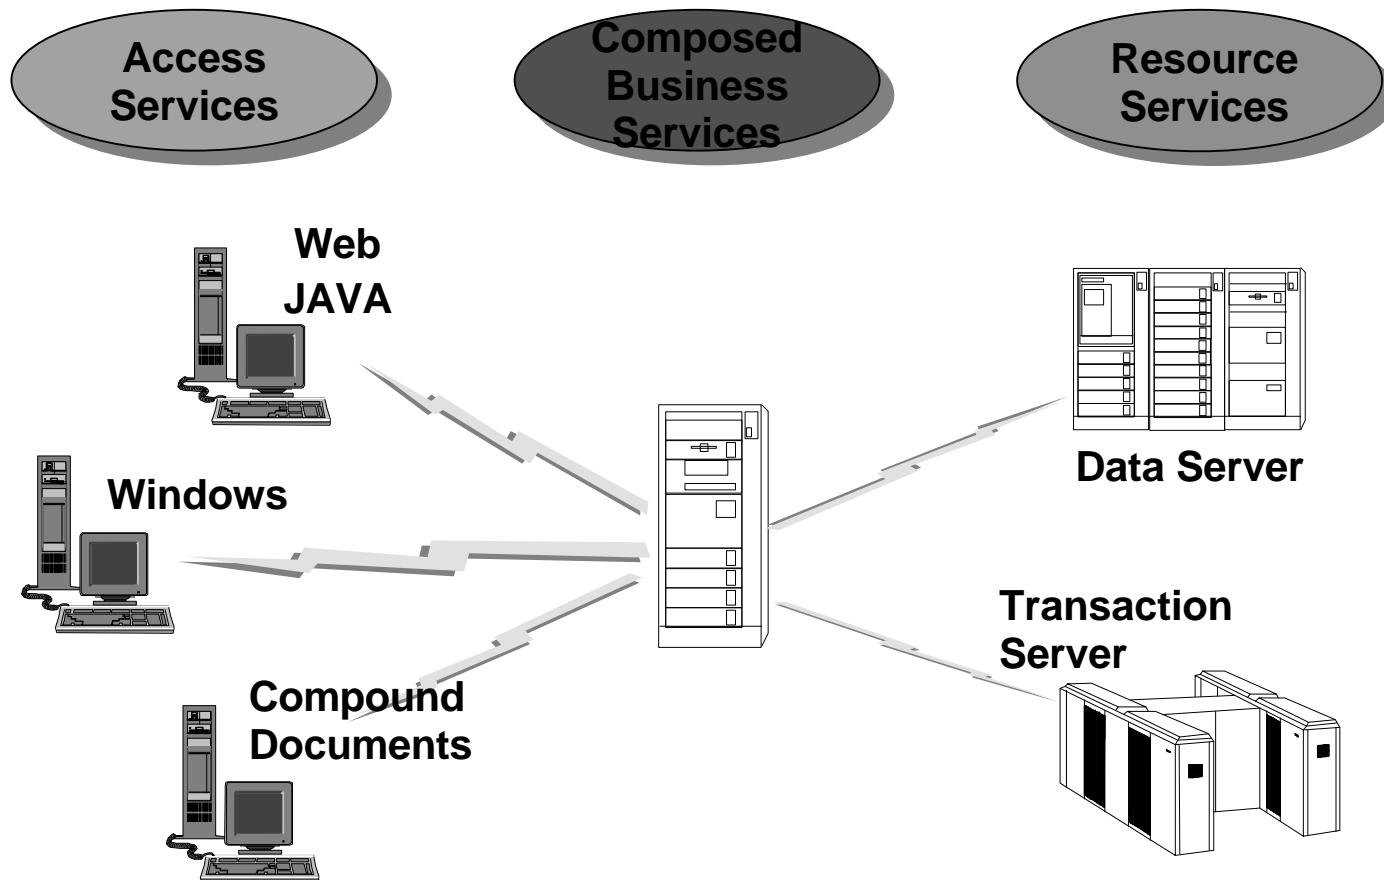 Access
Services
Composed
Business
Services
Resource
Services
Web
JAVA
Windows
Compound
Documents
Data Server
Transaction
Server